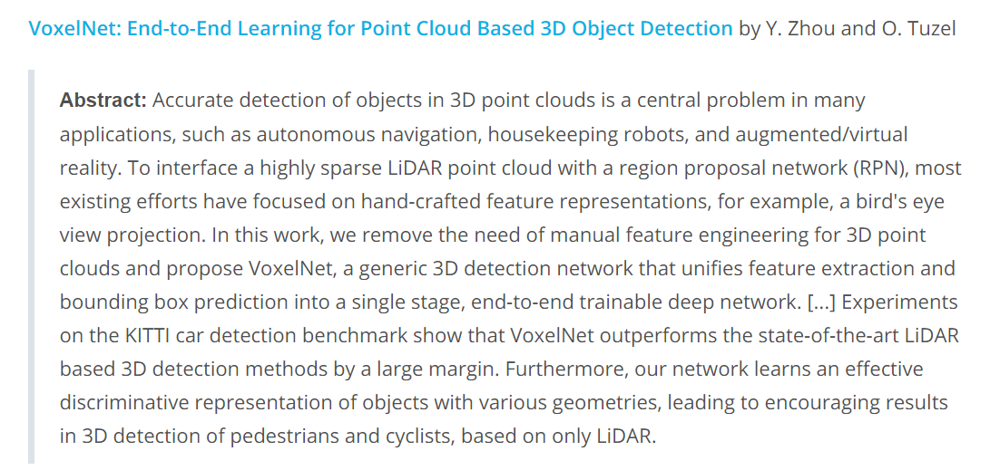 VoxelNet: End-to-End Learning for Point Cloud Based 3D Object Detection by Y. Zhou and O. Tuzel
Abstract: Accurate detection of objects in 3D point clouds is a central problem in many
applications, such as autonomous navigation, housekeeping robots, and augmented/virtual
reality. To interface a highly sparse LiDAR point cloud with a region proposal network (RPN), most
existing efforts have focused on hand-crafted feature representations, for example, a bird's eye
view projection. In this work, we remove the need of manual feature engineering for 3D point
clouds and propose VoxelNet, a generic 3D detection network that unifies feature extraction and
bounding box prediction into a single stage, end-to-end trainable deep network. [...] Experiments
on the KITTI car detection benchmark show that VoxelNet outperforms the state-of-the-art LiDAR
based 3D detection methods by a large margin. Furthermore, our network learns an effective
discriminative representation of objects with various geometries, leading to encouraging results
in 3D detection of pedestrians and cyclists, based on only LiDAR.